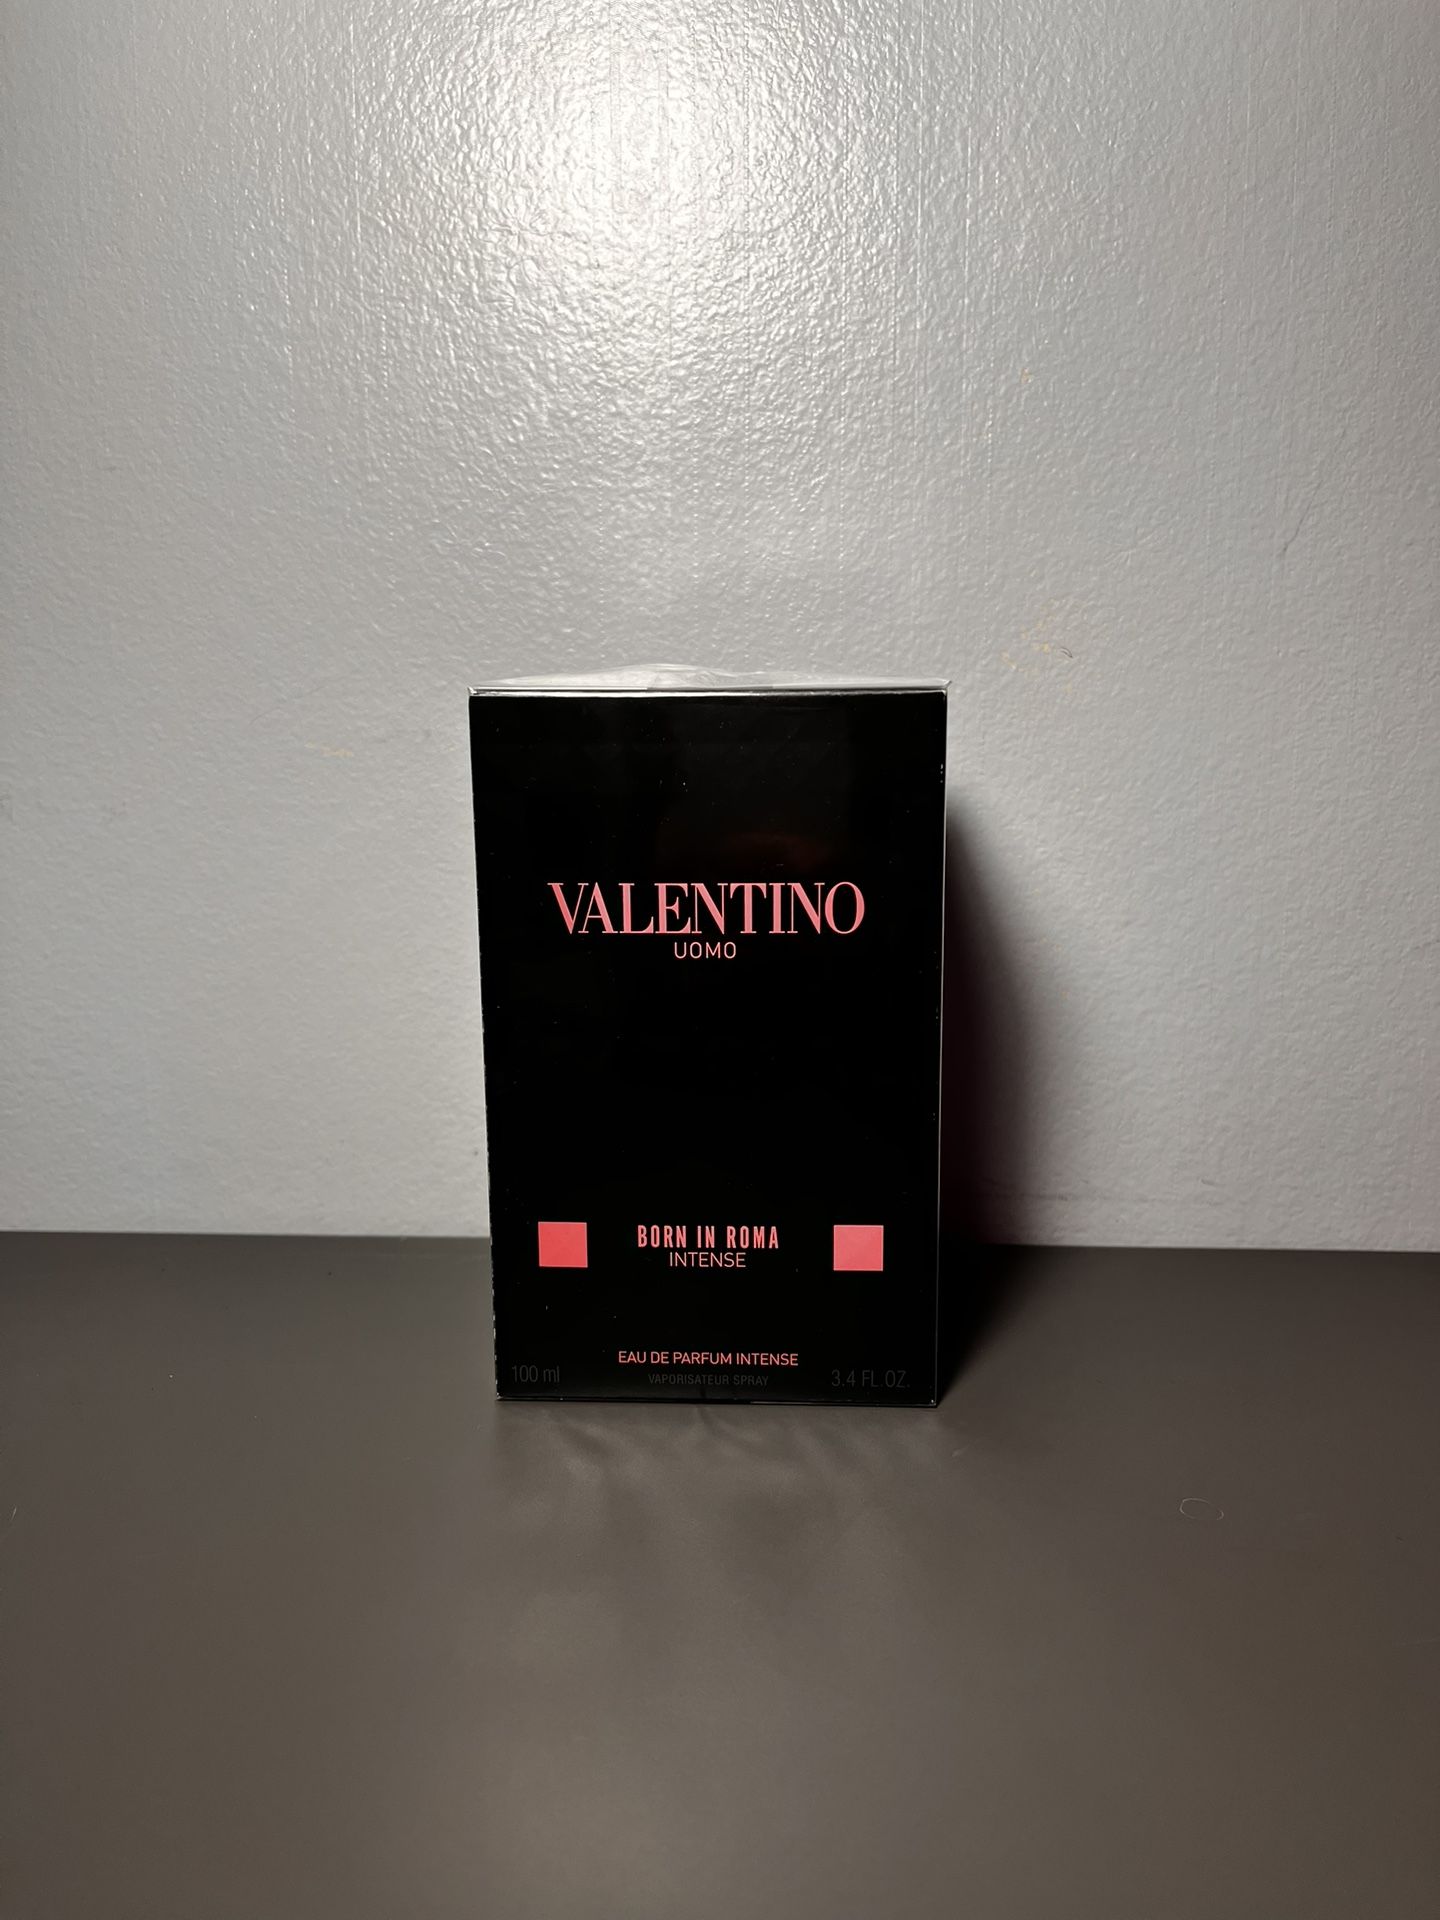 VALENTINO
UOMO
BORN IN ROMA
INTENSE
EAU DE PARFUM INTENSE
100 ml VAPORISATEUR SPRAY 3.4 FL.OZ.